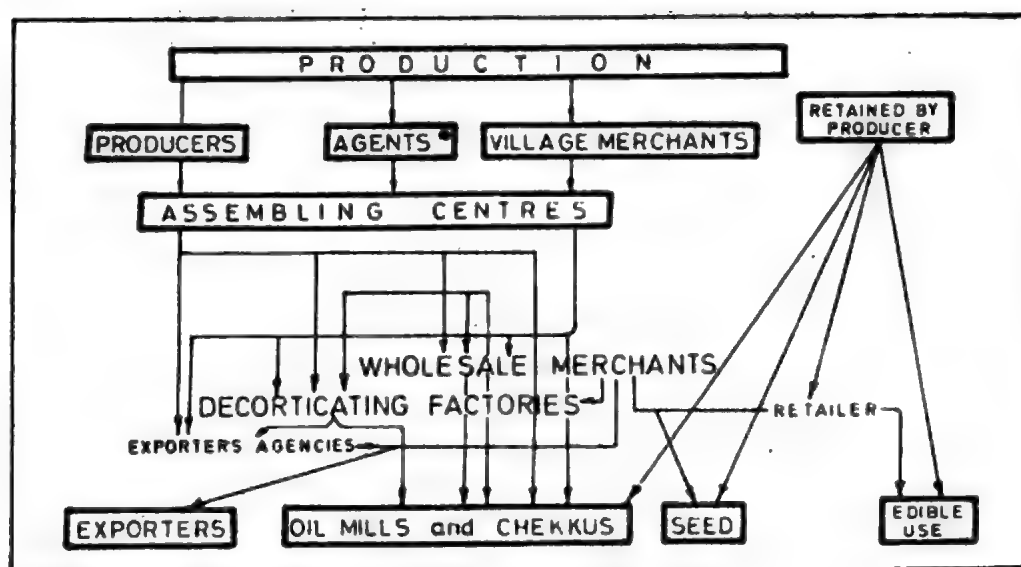 PRODUCTION
RETAINED BY
PRODUCER
PRODUCERS
AGENTS
VILLAGE MERCHANTS
ASSEMBLING CENTRES
WHOLESALE MERCHANTS
DECORTICATING FACTORIES
RETAILER
EXPORTERS AGENCIES
EXPORTERS
OIL MILLS and CHEKKUS
SEED
EDIBLE
USE